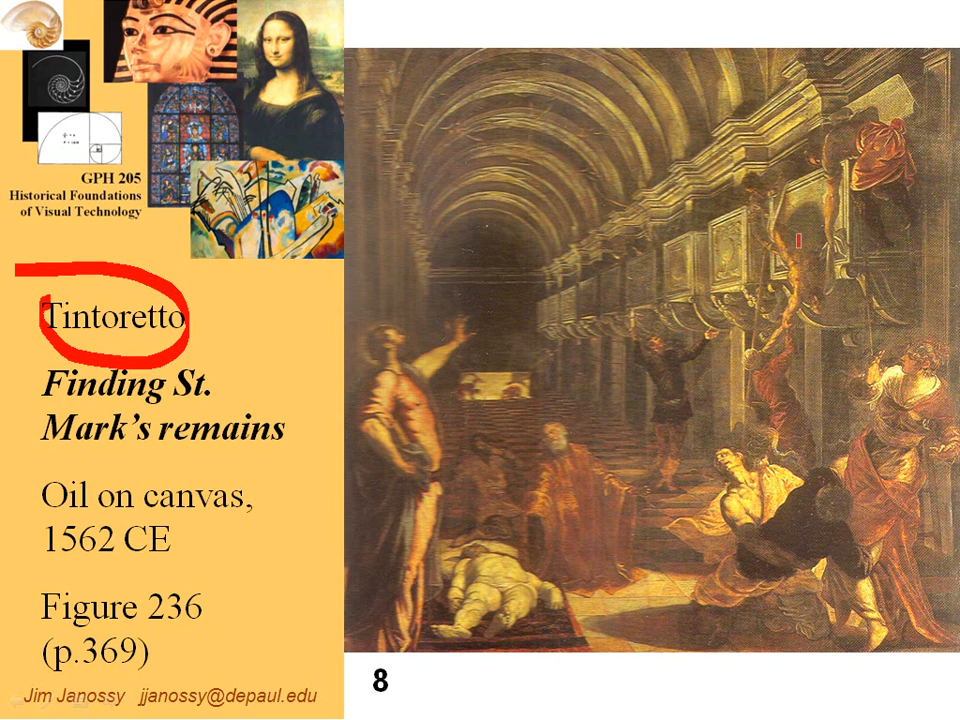 GPH 205
Historical Foundations
of Visual Technology
Tintoretto
Finding St.
Mark's remains
Oil on canvas,
1562 CE
Figure 236
(p.369)
Jim Janossy jjanossy@depaul.edu
8